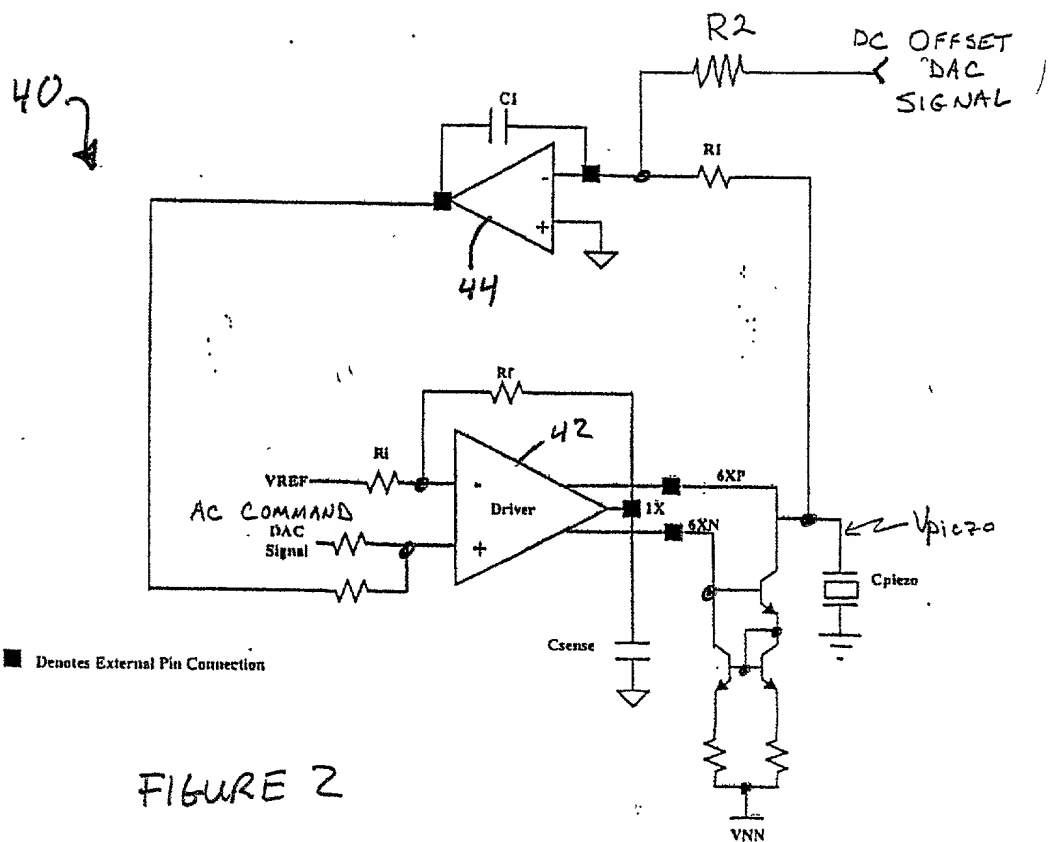 R2
DC OFFSET
DAC
SIGNAL
40
C1
R1
-
+
44
Rf
42
VREF
Ri
-
6XP
AC COMMAND
Driver
1X
DAC
Signal
+
6XN
Vpiezo
Cpiezo
Csense
Denotes External Pin Connection
FIGURE 2
VNN